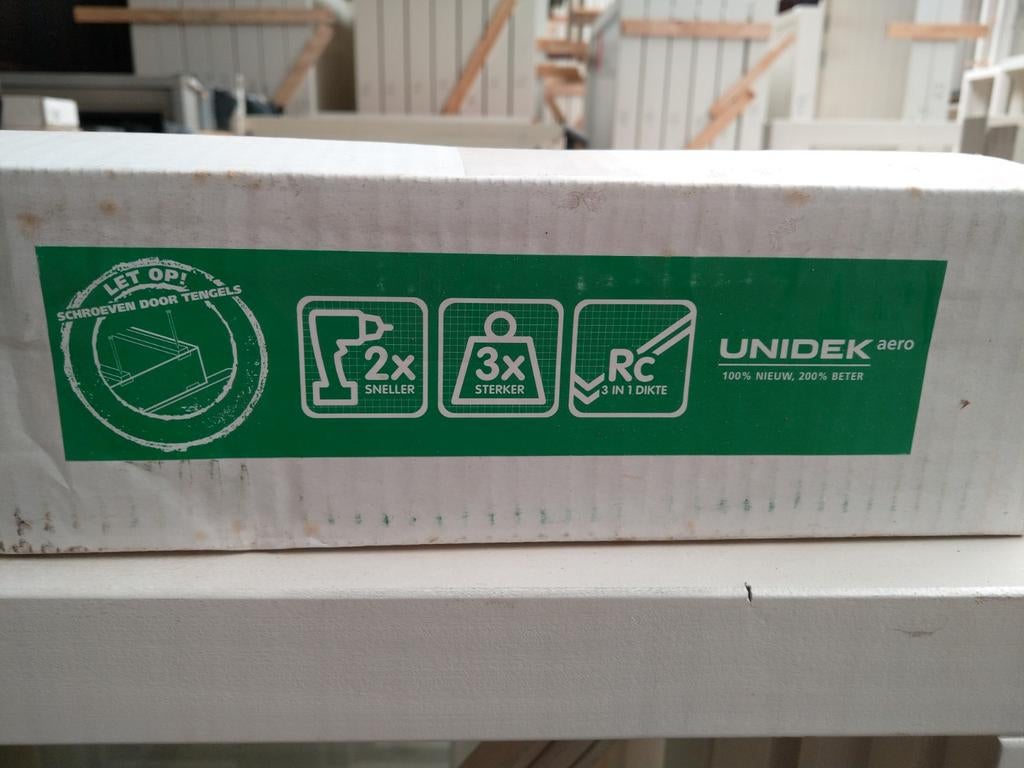 LET OP!
SCHROEVEN DOOR TENGELS
2x
SNELLER
3x
STERKER
RC
3 IN 1 DIKTE
UNIDEK aero
100% NIEUW, 200% BETER